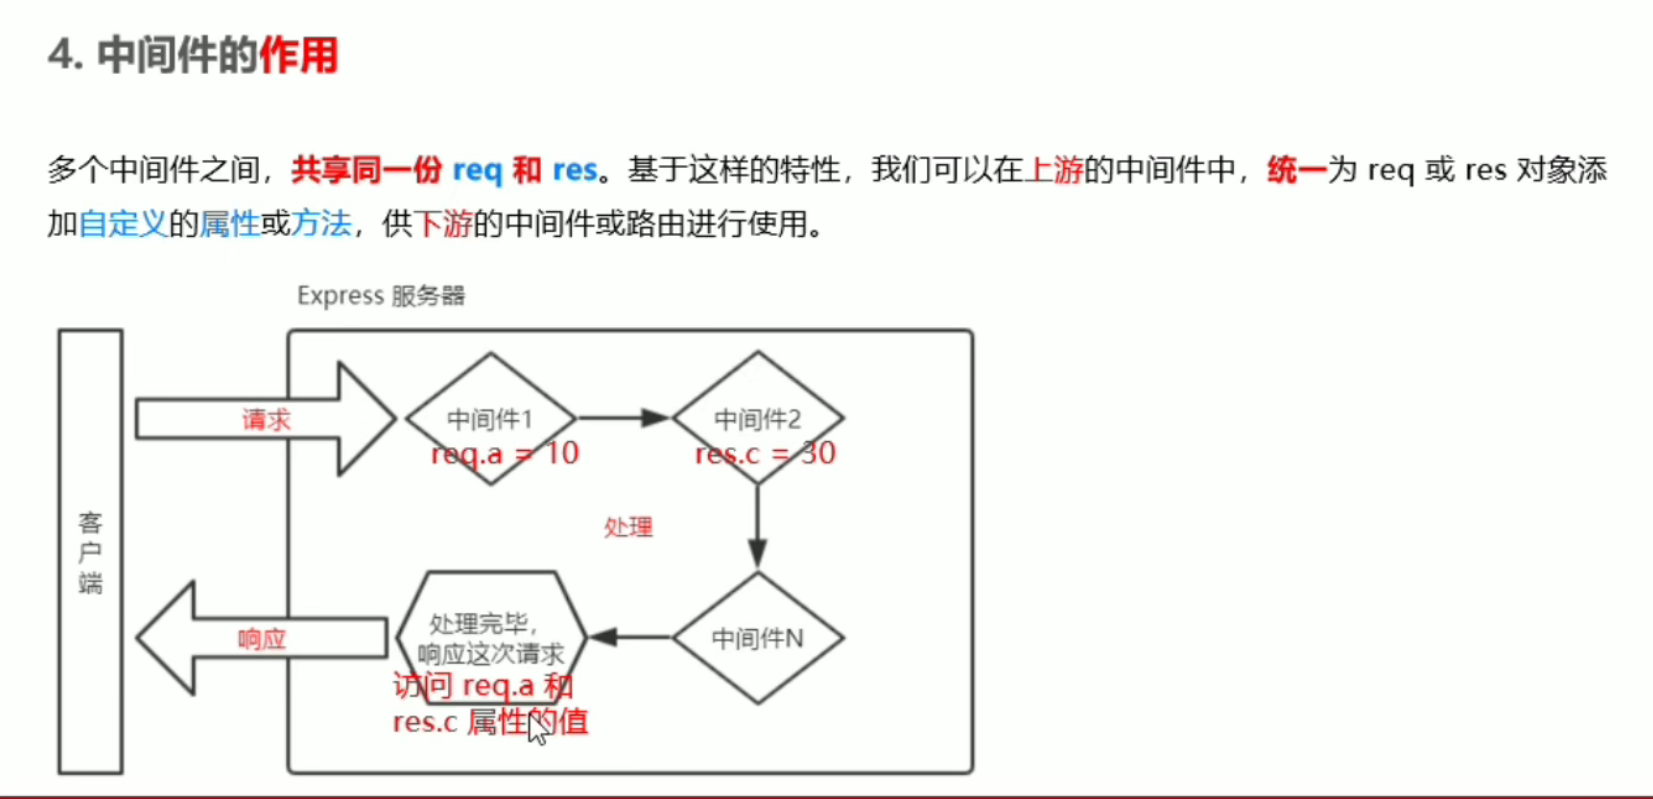 4. 中间件的作用
多个中间件之间，共享同一份 req 和 res。基于这样的特性，我们可以在上游的中间件中，统一为 req 或 res 对象添
加自定义的属性或方法，供下游的中间件或路由进行使用。
Express 服务器
请求
中间件1
req.a = 10
中间件2
res.c = 30
客户端
处理
响应
处理完毕，
响应这次请求
访问 req.a 和
res.c 属性的值
中间件N